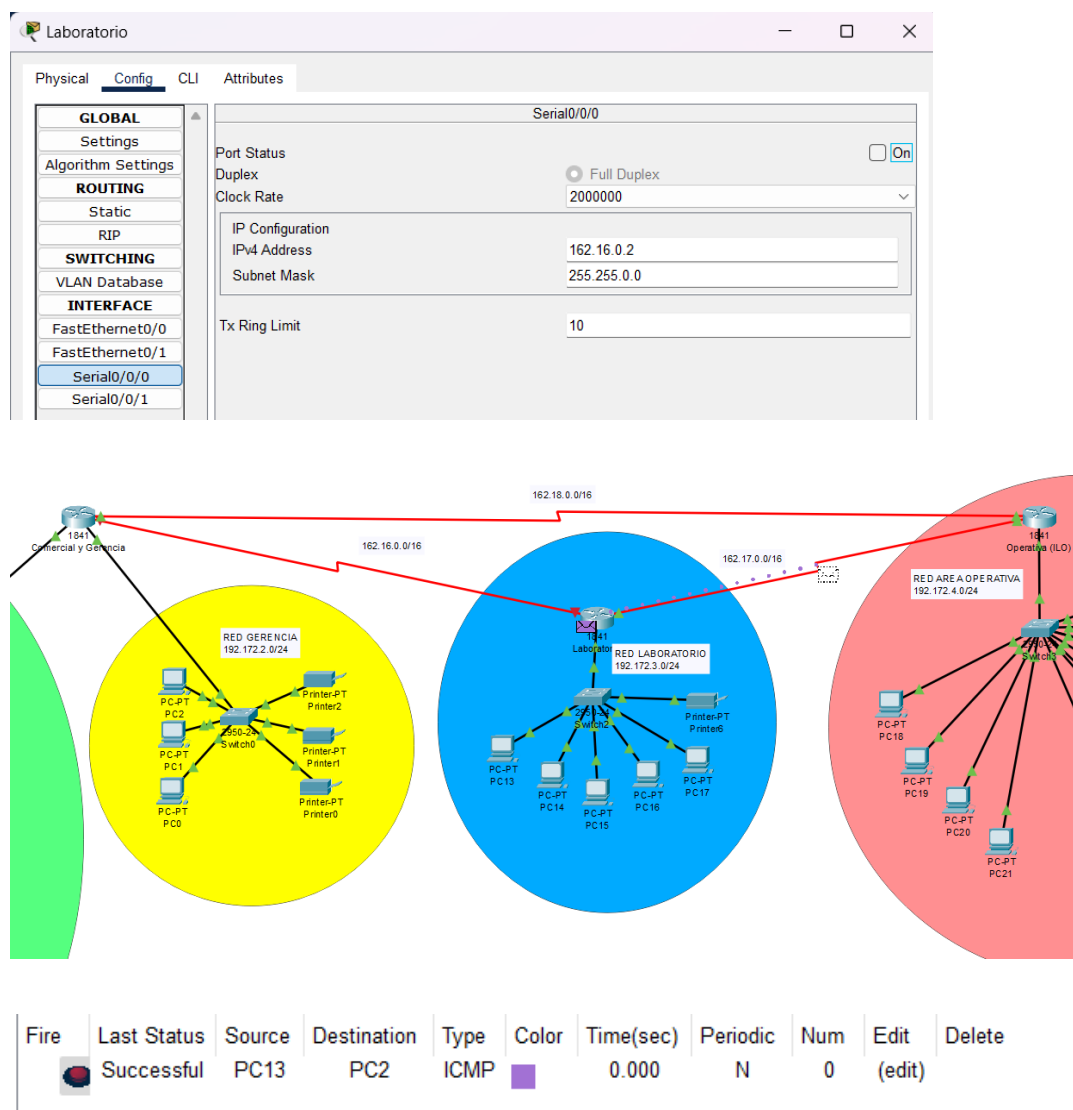 Laboratorio
Physical Config CLI Attributes
GLOBAL
Settings
Algorithm Settings
ROUTING
Static
RIP
SWITCHING
VLAN Database
INTERFACE
FastEthernet0/0
FastEthernet0/1
Serial0/0/0
Serial0/0/1
Serial0/0/0
Port Status On
Duplex Full Duplex
Clock Rate 2000000
IP Configuration
IPv4 Address 162.16.0.2
Subnet Mask 255.255.0.0
Tx Ring Limit 10
162.18.0.0/16
1841
Comercial y Gerencia
162.16.0.0/16
162.17.0.0/16
1841
Operativa (ILO)
RED AREA OPERATIVA
192.172.4.0/24
RED GERENCIA
192.172.2.0/24
1841
RED LABORATORIO
192.172.3.0/24
Switch3
PC-PT
PC2
Printer-PT
Printer2
2950-24
Switch0
PC-PT
PC1
Printer-PT
Printer1
PC-PT
PC0
Printer-PT
Printer0
2950-24
Switch2
Printer-PT
Printer6
PC-PT
PC13
PC-PT
PC14
PC-PT
PC15
PC-PT
PC16
PC-PT
PC17
PC-PT
PC18
PC-PT
PC19
PC-PT
PC20
PC-PT
PC21
Fire Last Status Source Destination Type Color Time(sec) Periodic Num Edit Delete
Successful PC13 PC2 ICMP 0.000 N 0 (edit)